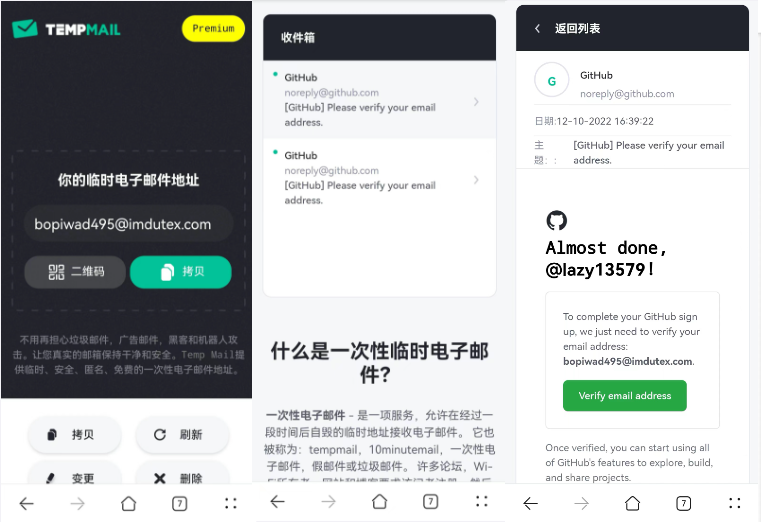 TEMPMAIL
Premium
你的临时电子邮件地址
bopiwad495@imdutex.com
二维码
拷贝
不用再担心垃圾邮件，广告邮件，黑客和机器人攻
击。让您真实的邮箱保持干净和安全。Temp Mail提
供临时、安全、匿名、免费的一次性电子邮件地址。
拷贝
刷新
变更
删除
7
收件箱
GitHub
noreply@github.com
[GitHub] Please verify your email
address.
GitHub
noreply@github.com
[GitHub] Please verify your email
address.
什么是一次性临时电子邮
件?
一次性电子邮件 - 是一项服务，允许在经过一
段时间后自毁的临时地址接收电子邮件。 它也
被称为：tempmail，10minutemail，一次性电
子邮件，假邮件或垃圾邮件。 许多论坛，Wi-
7
返回列表
G
GitHub
noreply@github.com
日期:12-10-2022 16:39:22
主
题：:
[GitHub] Please verify your email
address.
Almost done,
@lazy13579!
To complete your GitHub sign
up, we just need to verify your
email address:
bopiwad495@imdutex.com.
Verify email address
Once verified, you can start using all
of GitHub's features to explore, build,
and share projects.
7